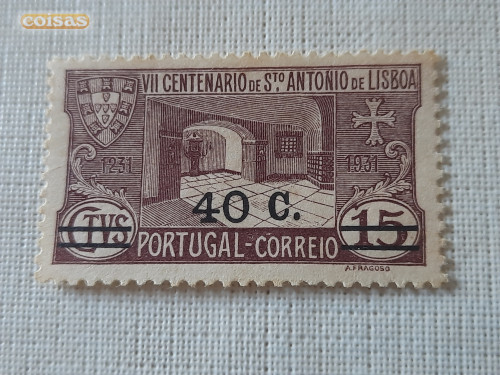 coisas
VII CENTENARIO DE STO. ANTONIO DE LISBOA
1231
1931
40 C.
CTVS
15
PORTUGAL-CORREIO
A. FRAGOSO